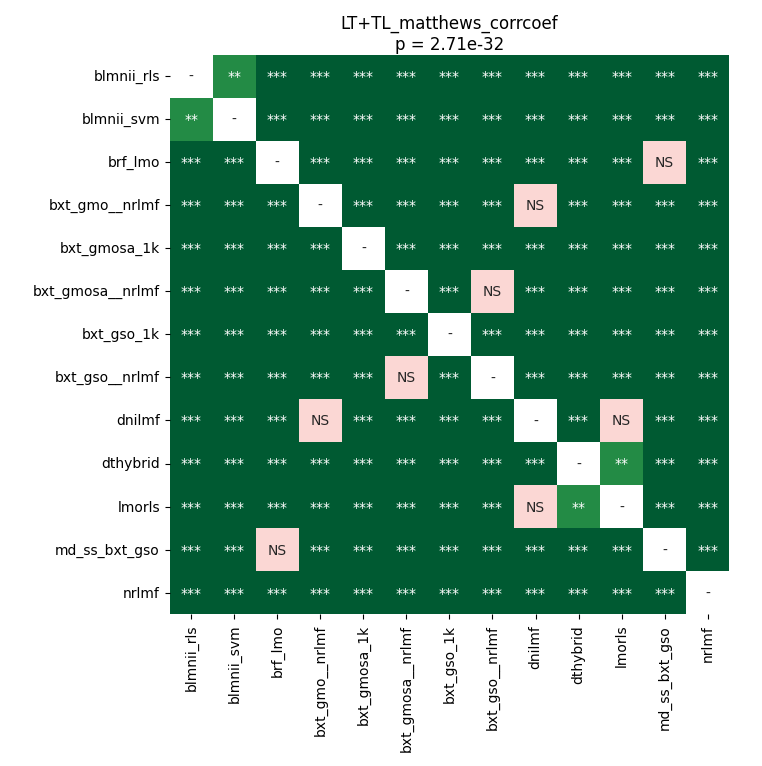 LT+TL_matthews_corrcoef
p = 2.71e-32
blmnii_rls - ** *** *** *** *** *** *** *** *** *** *** ***
blmnii_svm ** - *** *** *** *** *** *** *** *** *** *** ***
brf_lmo *** *** - *** *** *** *** *** *** *** *** NS ***
bxt_gmo__nrlmf *** *** *** - *** *** *** *** NS *** *** *** ***
bxt_gmosa_1k *** *** *** *** - *** *** *** *** *** *** *** ***
bxt_gmosa__nrlmf *** *** *** *** *** - *** NS *** *** *** *** ***
bxt_gso_1k *** *** *** *** *** *** - *** *** *** *** *** ***
bxt_gso__nrlmf *** *** *** *** *** NS *** - *** *** *** *** ***
dnilmf *** *** *** NS *** *** *** *** - *** NS *** ***
dthybrid *** *** *** *** *** *** *** *** *** - ** *** ***
lmorls *** *** *** *** *** *** *** *** NS ** - *** ***
md_ss_bxt_gso *** *** NS *** *** *** *** *** *** *** *** - ***
nrlmf *** *** *** *** *** *** *** *** *** *** *** *** -
blmnii_rls
blmnii_svm
brf_lmo
bxt_gmo__nrlmf
bxt_gmosa_1k
bxt_gmosa__nrlmf
bxt_gso_1k
bxt_gso__nrlmf
dnilmf
dthybrid
lmorls
md_ss_bxt_gso
nrlmf